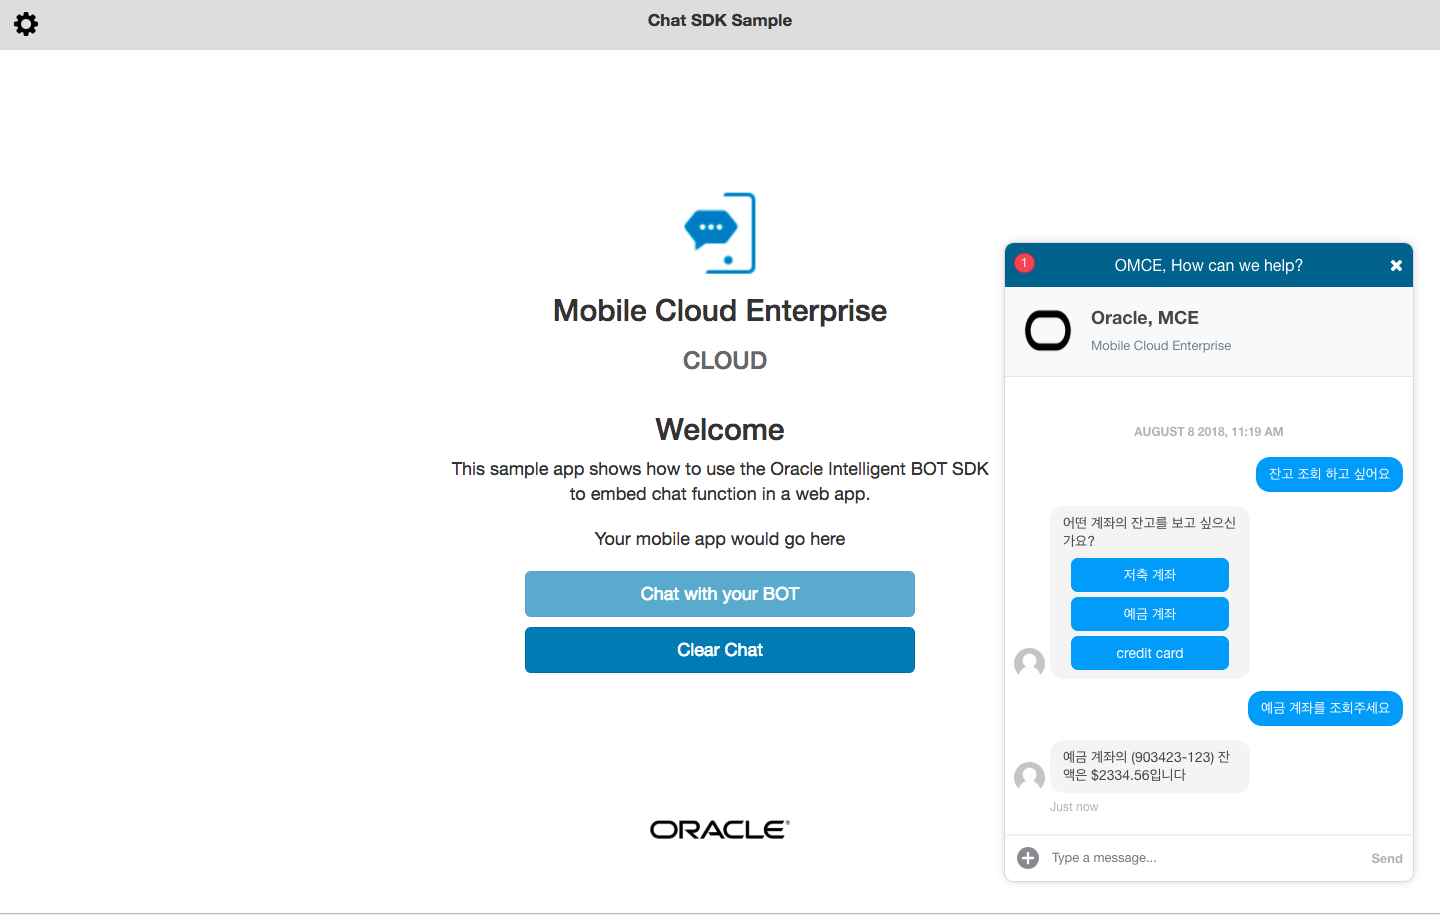 Chat SDK Sample
Mobile Cloud Enterprise
CLOUD
Welcome
This sample app shows how to use the Oracle Intelligent BOT SDK
to embed chat function in a web app.
Your mobile app would go here
Chat with your BOT
Clear Chat
ORACLE®
1
OMCE, How can we help?
Oracle, MCE
Mobile Cloud Enterprise
AUGUST 8 2018, 11:19 AM
잔고 조회 하고 싶어요
어떤 계좌의 잔고를 보고 싶으신
가요?
저축 계좌
예금 계좌
credit card
예금 계좌를 조회주세요
예금 계좌의 (903423-123) 잔
액은 $2334.56입니다
Just now
Type a message...
Send